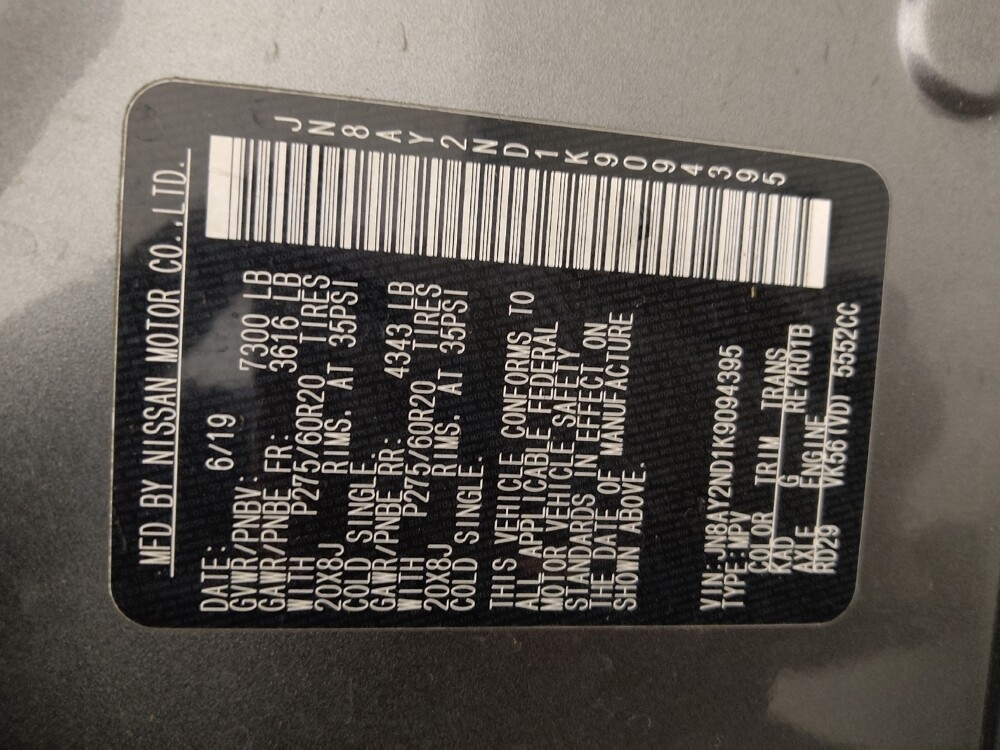 MFD BY NISSAN MOTOR CO.,LTD.
JN8AY2ND1K9094395
DATE: 6/19
GVWR/PNBV: 7300 LB
GAWR/PNBE FR: 3616 LB
WITH P275/60R20 TIRES
20X8J RIMS. AT 35PSI
COLD SINGLE.
GAWR/PNBE RR: 4343 LB
WITH P275/60R20 TIRES
20X8J RIMS. AT 35PSI
COLD SINGLE.
THIS VEHICLE CONFORMS TO
ALL APPLICABLE FEDERAL
MOTOR VEHICLE SAFETY
STANDARDS IN EFFECT ON
THE DATE OF MANUFACTURE
SHOWN ABOVE.
VIN: JN8AY2ND1K9094395
TYPE:MPV
COLOR TRIM TRANS
KAD G RE7R01B
AXLE ENGINE
RD29 VK56(VD) 5552CC